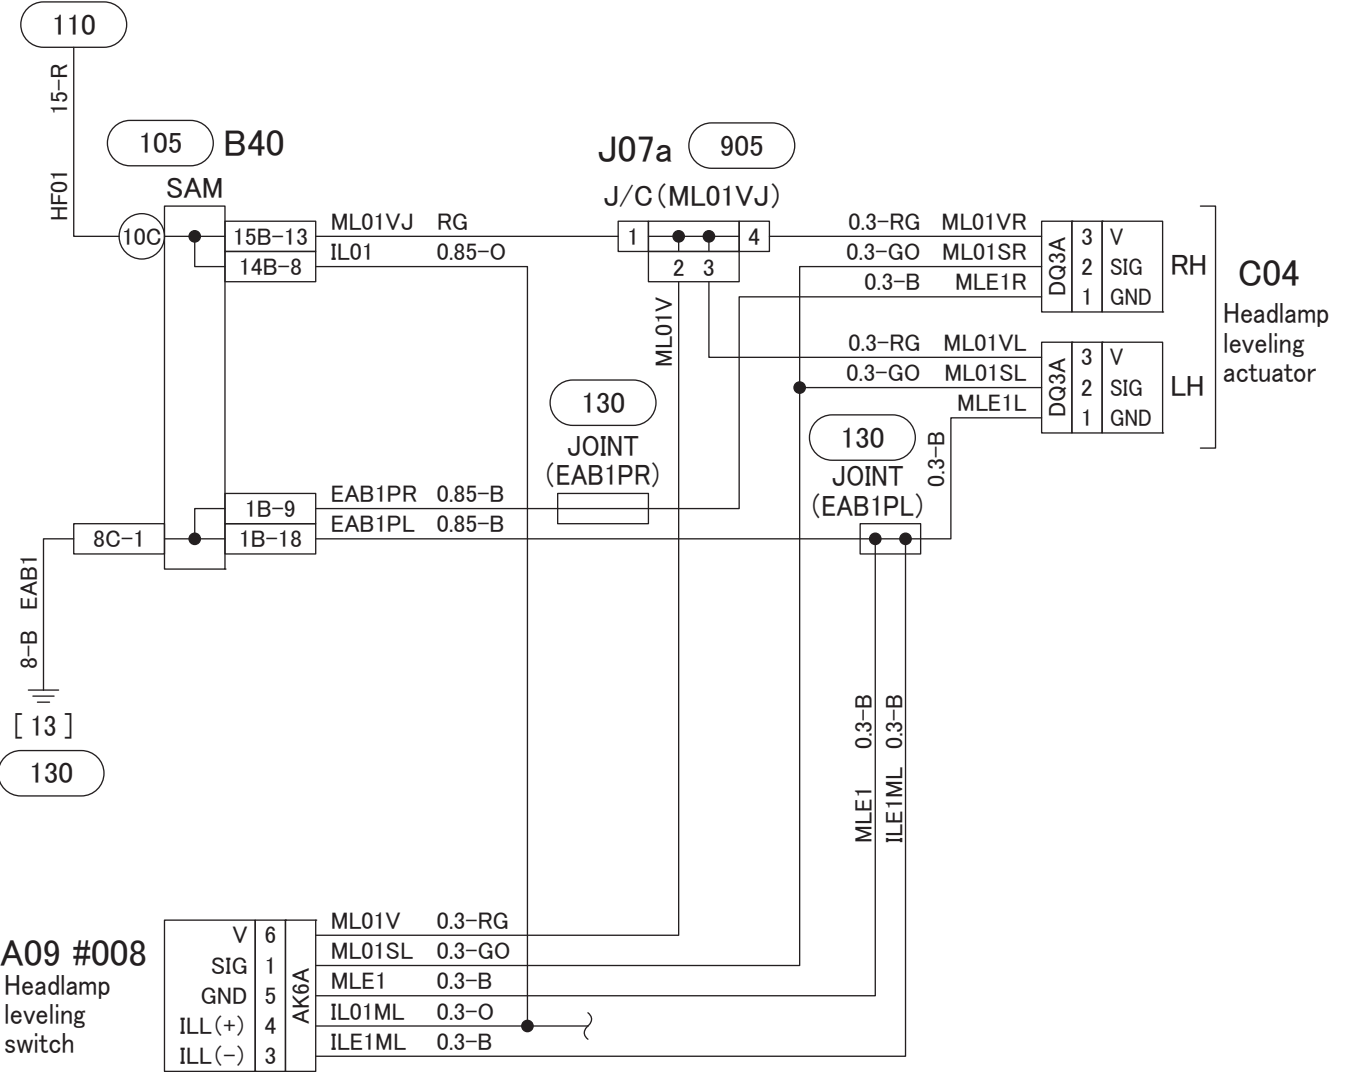 110
15-R
HF01
105 B40
SAM
10C
15B-13 ML01VJ RG
14B-8 IL01 0.85-O
J07a 905
J/C(ML01VJ)
1 4
2 3
ML01V
0.3-RG ML01VR
0.3-GO ML01SR
0.3-B MLE1R
DQ3A
3 V
2 SIG
1 GND
RH
0.3-RG ML01VL
0.3-GO ML01SL
MLE1L
0.3-B
DQ3A
3 V
2 SIG
1 GND
LH
C04
Headlamp
leveling
actuator
130
JOINT
(EAB1PR)
130
JOINT
(EAB1PL)
1B-9 EAB1PR 0.85-B
1B-18 EAB1PL 0.85-B
8C-1
8-B EAB1
[ 13 ]
130
MLE1 0.3-B
ILE1ML 0.3-B
A09 #008
Headlamp
leveling
switch
V 6 ML01V 0.3-RG
SIG 1 ML01SL 0.3-GO
GND 5 MLE1 0.3-B
ILL(+) 4 IL01ML 0.3-O
ILL(-) 3 ILE1ML 0.3-B
AK6A